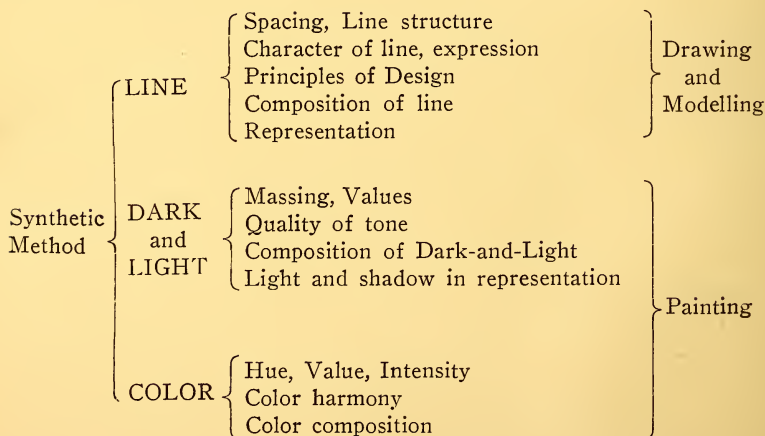 Synthetic
Method
LINE
Spacing, Line structure
Character of line, expression
Principles of Design
Composition of line
Representation
Drawing
and
Modelling
DARK
and
LIGHT
Massing, Values
Quality of tone
Composition of Dark-and-Light
Light and shadow in representation
COLOR
Hue, Value, Intensity
Color harmony
Color composition
Painting